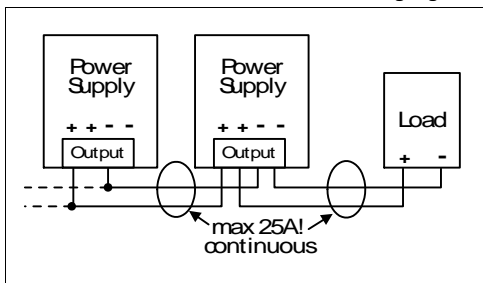 Power
Supply
+ + - -
Output
Power
Supply
+ + - -
Output
Load
+ -
max 25A!
continuous